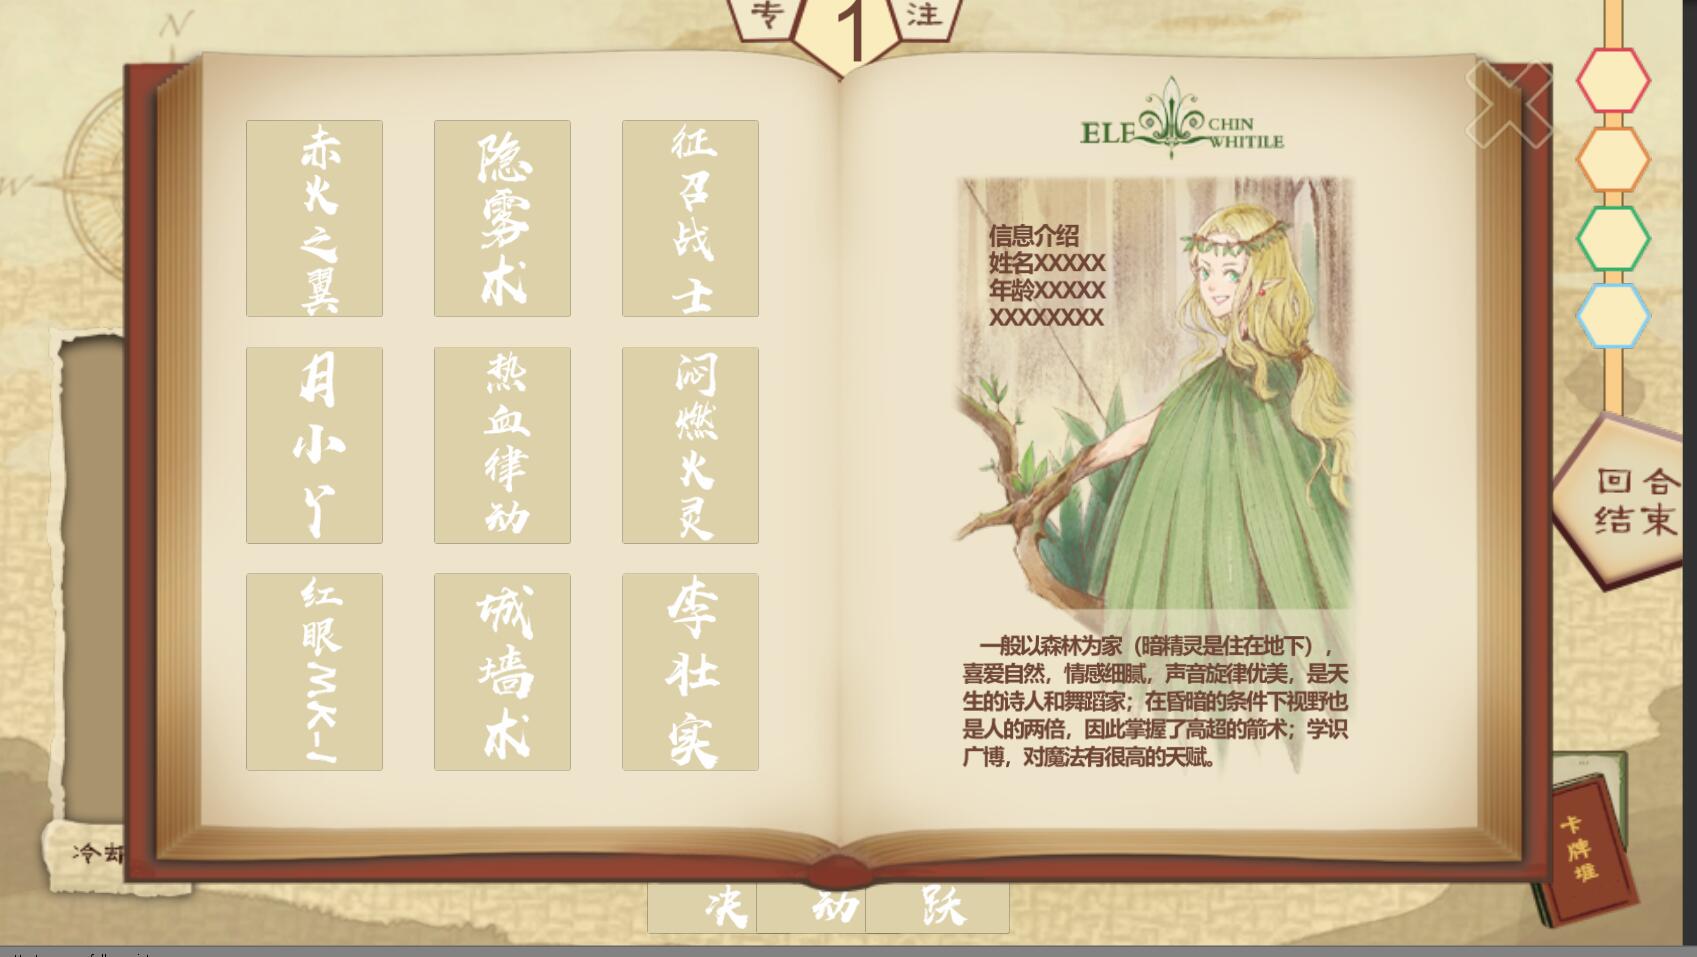 专
1
注
N
W
赤火之翼
隐雾术
征召战士
月小丫
热血律动
闷燃火灵
红眼MK-1
城墙术
李壮实
ELF
CHIN
WHITILE
信息介绍
姓名XXXXX
年龄XXXXX
XXXXXXXX
一般以森林为家（暗精灵是住在地下），
喜爱自然，情感细腻，声音旋律优美，是天
生的诗人和舞蹈家；在昏暗的条件下视野也
是人的两倍，因此掌握了高超的箭术；学识
广博，对魔法有很高的天赋。
回合
结束
卡牌堆
冷却
决
动
跃